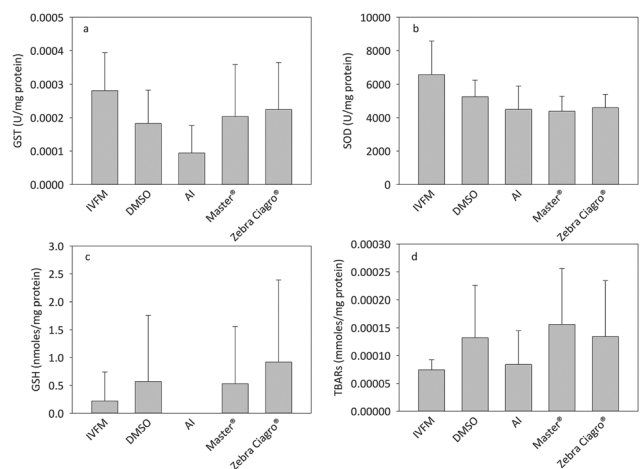 a
0.0005
0.0004
0.0003
0.0002
0.0001
0.0000
GST (U/mg protein)
IVFM
DMSO
AI
Master®
Zebra Ciagro®
b
10000
8000
6000
4000
2000
0
SOD (U/mg protein)
IVFM
DMSO
AI
Master®
Zebra Ciagro®
c
3.0
2.5
2.0
1.5
1.0
0.5
0.0
GSH (nmoles/mg protein)
IVFM
DMSO
AI
Master®
Zebra Ciagro®
d
0.00030
0.00025
0.00020
0.00015
0.00010
0.00005
0.00000
TBARs (mmoles/mg protein)
IVFM
DMSO
AI
Master®
Zebra Ciagro®